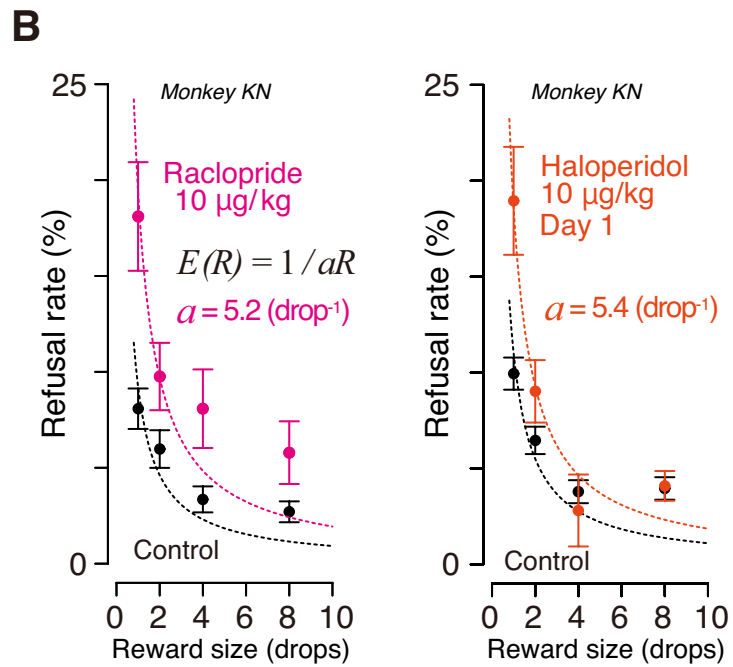 B
25
Monkey KN
Raclopride
10 µg/kg
E(R) = 1/aR
a = 5.2 (drop-1)
Control
0
Refusal rate (%)
0 2 4 6 8 10
Reward size (drops)
25
Monkey KN
Haloperidol
10 µg/kg
Day 1
a = 5.4 (drop-1)
Control
0
Refusal rate (%)
0 2 4 6 8 10
Reward size (drops)